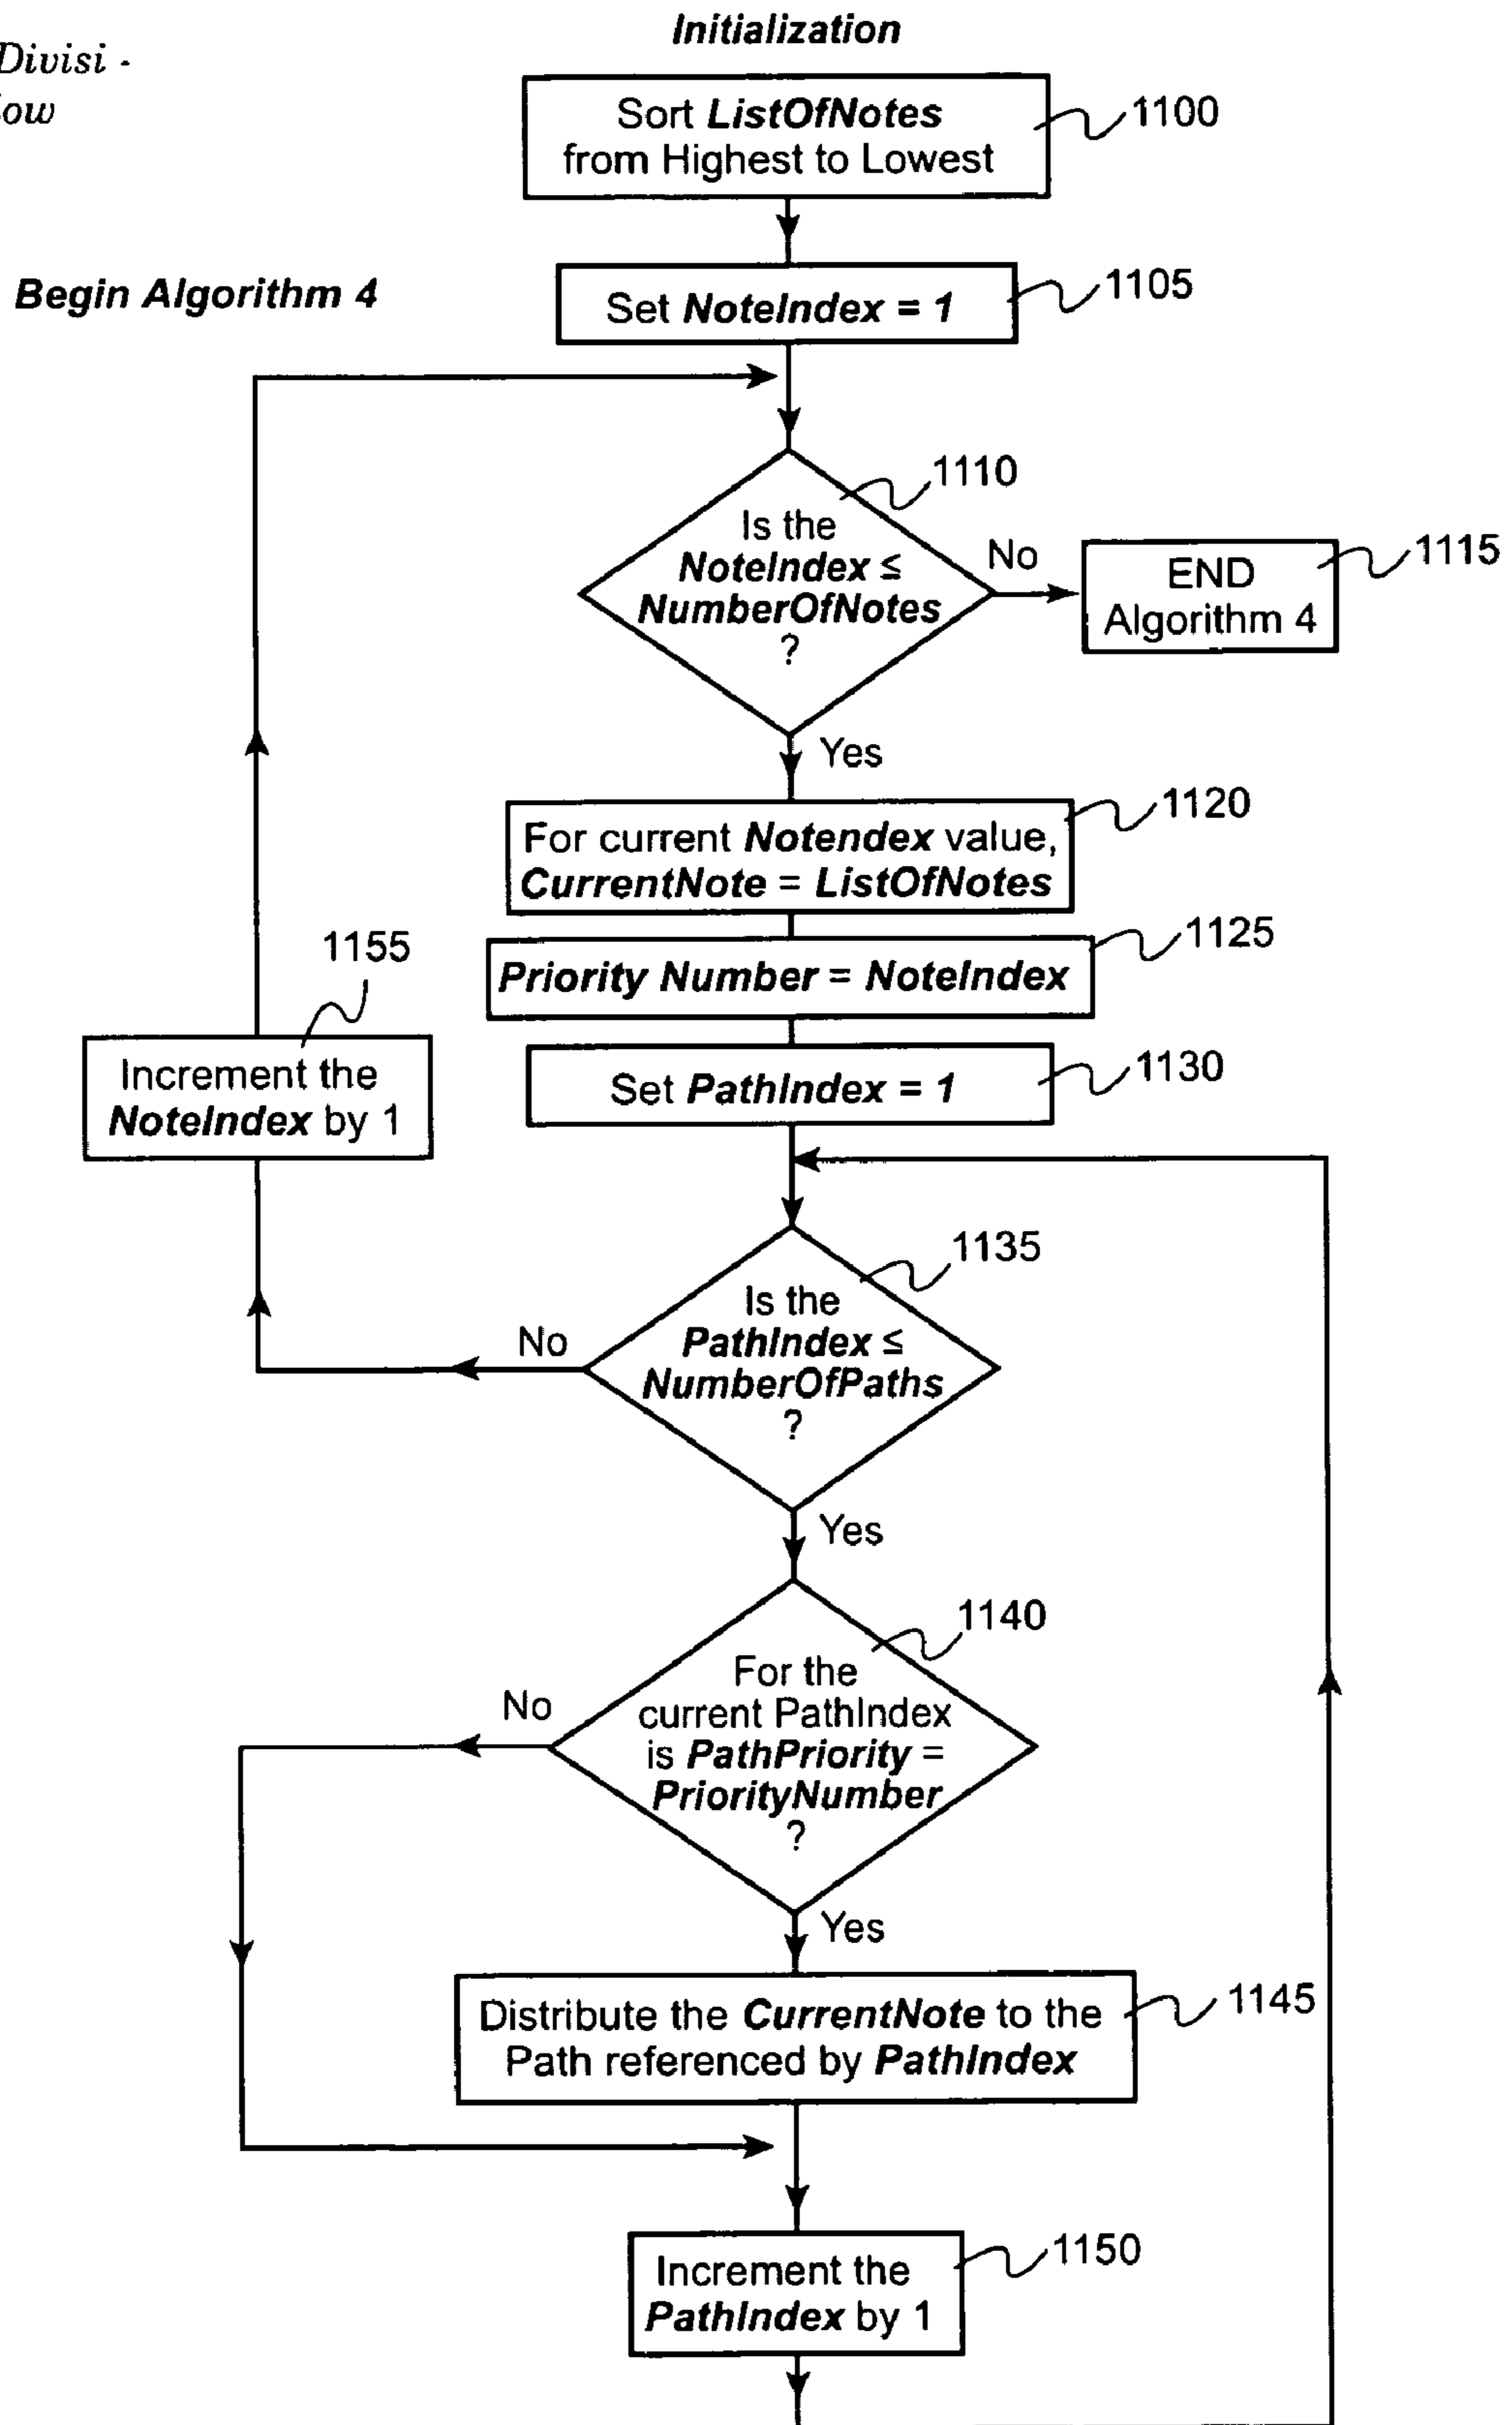 Divisi -
Initialization
Sort ListOfNotes
from Highest to Lowest
1100
Begin Algorithm 4
Set NoteIndex = 1
1105
Is the
NoteIndex ≤
NumberOfNotes
?
1110
No
END
Algorithm 4
1115
Yes
For current Notendex value,
CurrentNote = ListOfNotes
1120
Priority Number = NoteIndex
1125
Set PathIndex = 1
1130
1155
Increment the
NoteIndex by 1
Is the
PathIndex ≤
NumberOfPaths
?
1135
No
Yes
For the
current PathIndex
is PathPriority =
PriorityNumber
?
1140
No
Yes
Distribute the CurrentNote to the
Path referenced by PathIndex
1145
Increment the
PathIndex by 1
1150